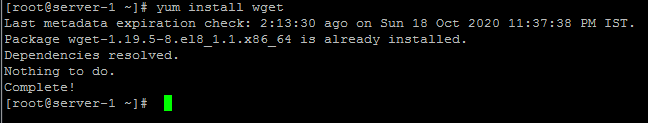 [root@server-1 ~]# yum install wget
Last metadata expiration check: 2:13:30 ago on Sun 18 Oct 2020 11:37:38 PM IST.
Package wget-1.19.5-8.el8_1.1.x86_64 is already installed.
Dependencies resolved.
Nothing to do.
Complete!
[root@server-1 ~]#